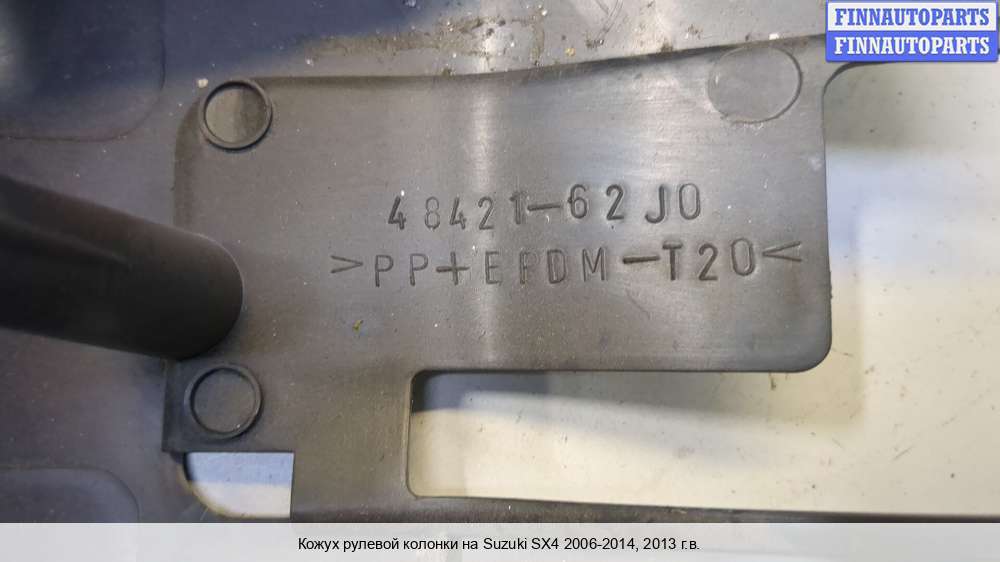 FINNAUTOPARTS
FINNAUTOPARTS
48421-62J0
>PP+EPDM-T20<
Кожух рулевой колонки на Suzuki SX4 2006-2014, 2013 г.в.